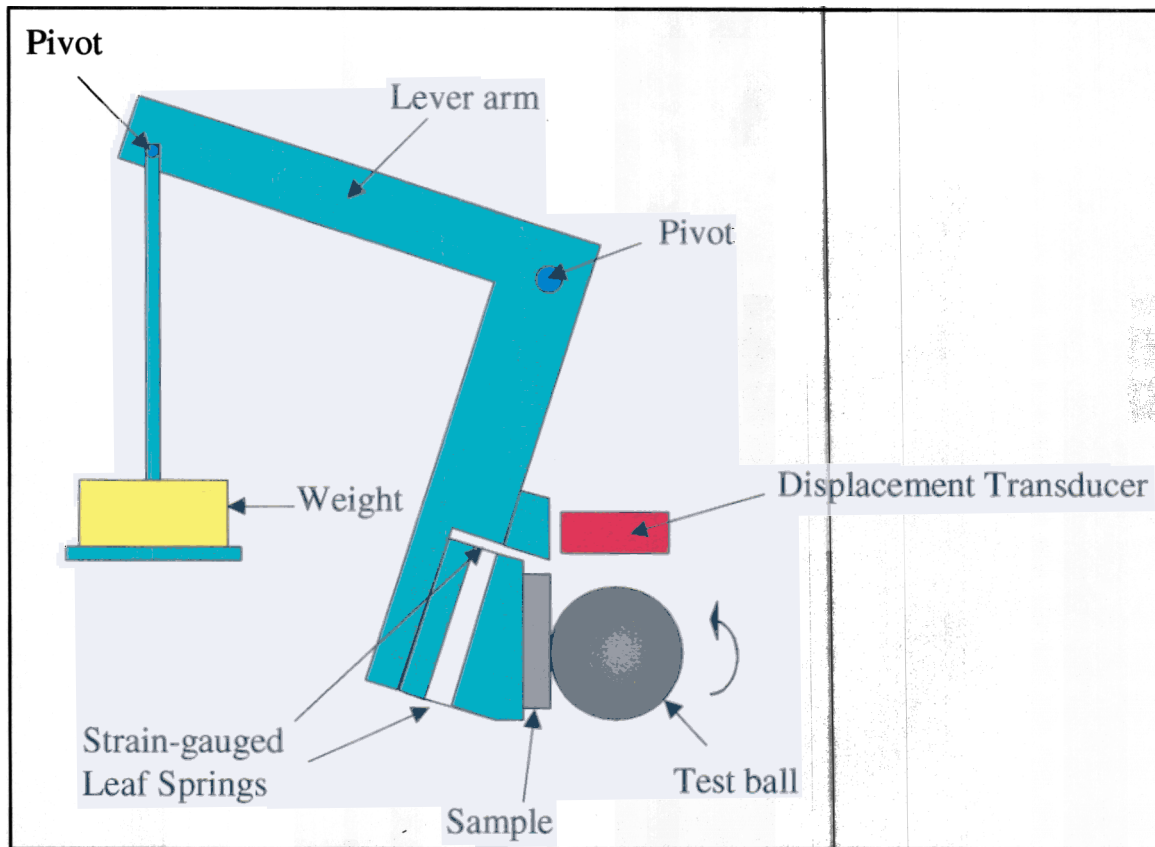 Pivot
Lever arm
Pivot
Displacement Transducer
Weight
Strain-gauged
Leaf Springs
Test ball
Sample